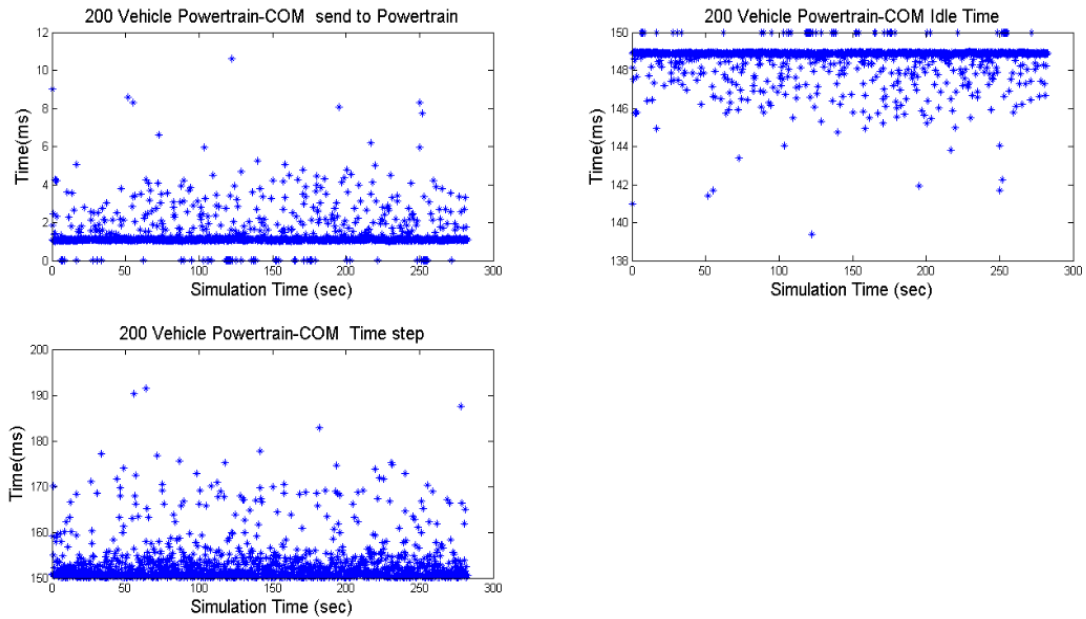 200 Vehicle Powertrain-COM  send to Powertrain
12
10
8
6
4
2
0
Time(ms)
0 50 100 150 200 250 300
Simulation Time (sec)
200 Vehicle Powertrain-COM Idle Time
150
148
146
144
142
140
138
Time(ms)
0 50 100 150 200 250 300
Simulation Time (sec)
200 Vehicle Powertrain-COM  Time step
200
190
180
170
160
150
Time(ms)
0 50 100 150 200 250 300
Simulation Time (sec)